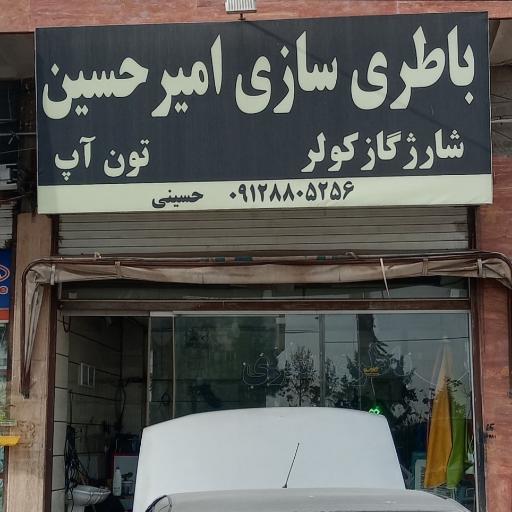 باطری سازی امیرحسین
شارژ گاز کولر تون آپ
۰۹۱۲۸۸۰۵۲۵۶ حسینی